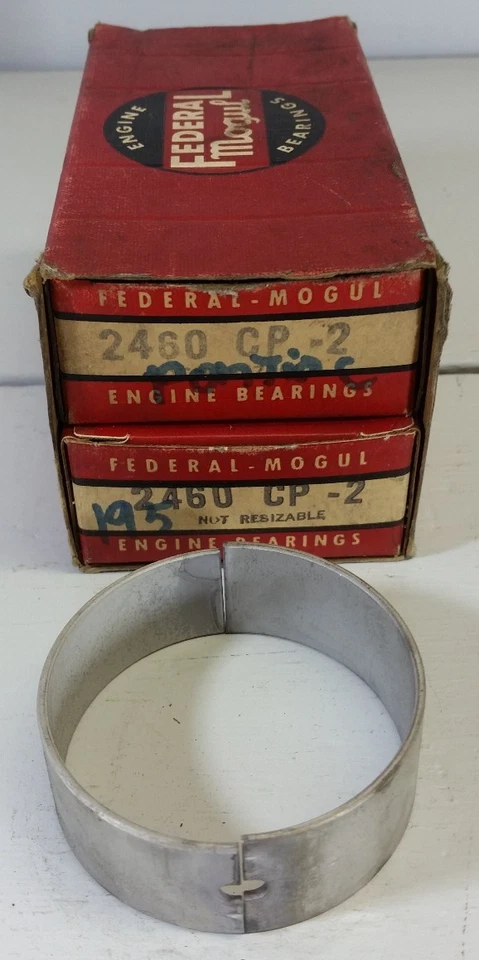 ENGINE
FEDERAL
Mogul
BEARINGS
FEDERAL-MOGUL
2460 CP -2
Pontiac
ENGINE BEARINGS
FEDERAL-MOGUL
2460 CP -2
195
NOT RESIZABLE
ENGINE BEARINGS